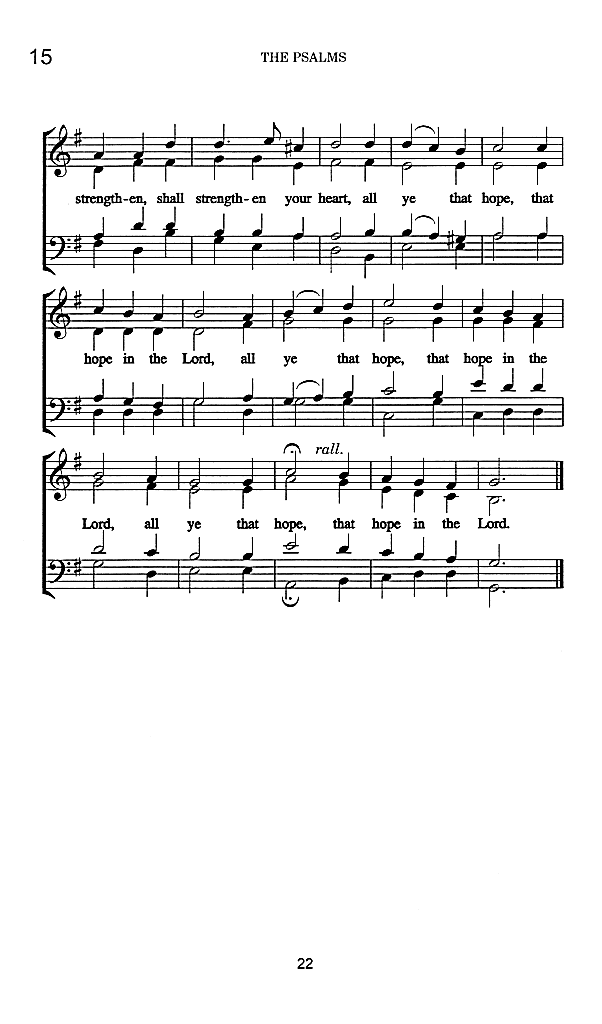 15
THE PSALMS
strength-en, shall strength-en your heart, all ye that hope, that
rall.
hope in the Lord, all ye that hope, that hope in the
Lord, all ye that hope, that hope in the Lord.
22